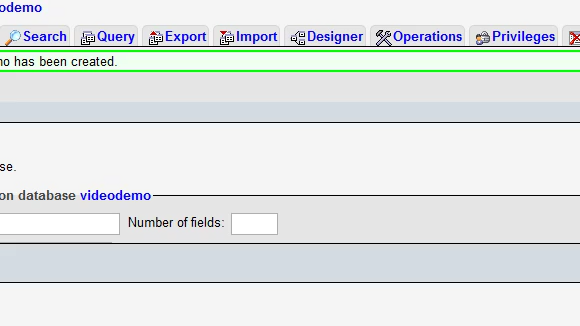 odemo
Search Query Export Import Designer Operations Privileges
no has been created.
se.
on database videodemo
Number of fields: